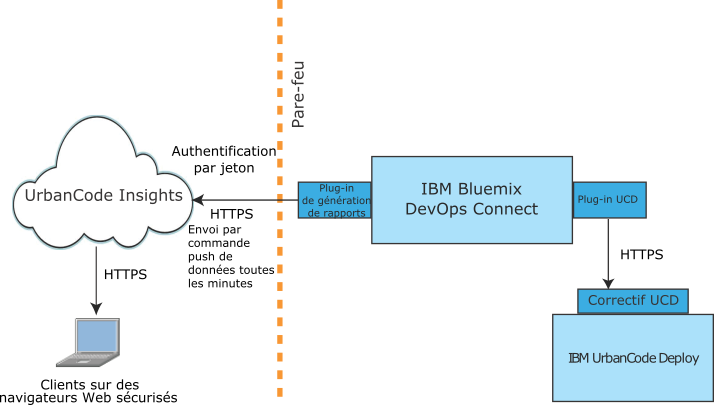 Pare-feu
Authentification
par jeton
UrbanCode Insights
HTTPS
Envoi par
commande
push de
données toutes
les minutes
Plug-in
de génération
de rapports
IBM Bluemix
DevOps Connect
Plug-in UCD
HTTPS
HTTPS
Correctif UCD
IBM UrbanCode Deploy
Clients sur des
navigateurs Web sécurisés